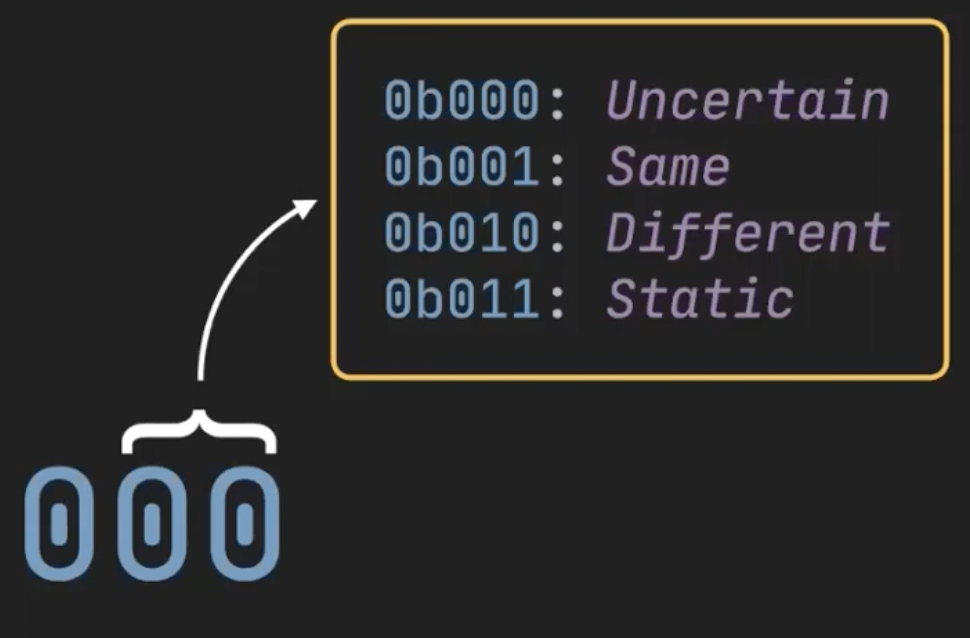 0b000: Uncertain
0b001: Same
0b010: Different
0b011: Static
000